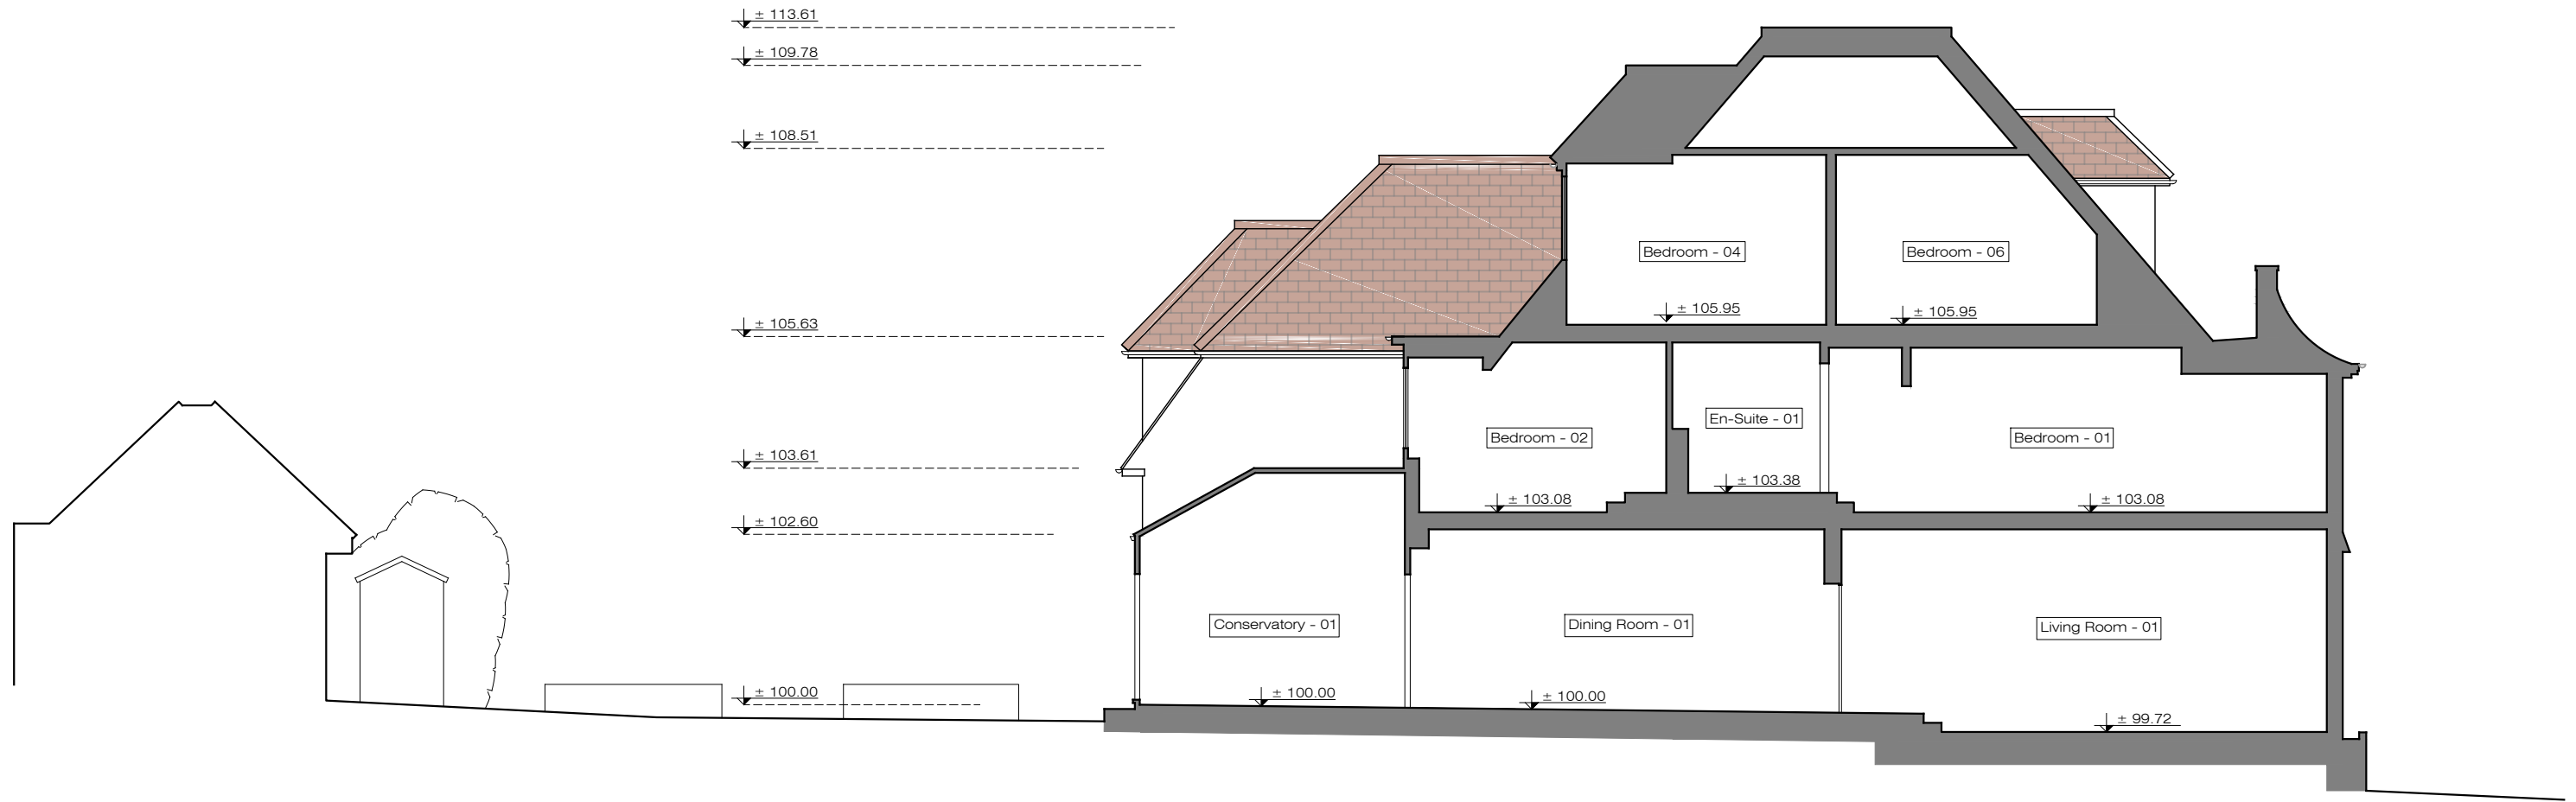 ± 113.61
± 109.78
± 108.51
± 105.63
± 103.61
± 102.60
± 100.00
Bedroom - 04
Bedroom - 06
± 105.95
± 105.95
Bedroom - 02
En-Suite - 01
Bedroom - 01
± 103.08
± 103.38
± 103.08
Conservatory - 01
Dining Room - 01
Living Room - 01
± 100.00
± 100.00
± 99.72